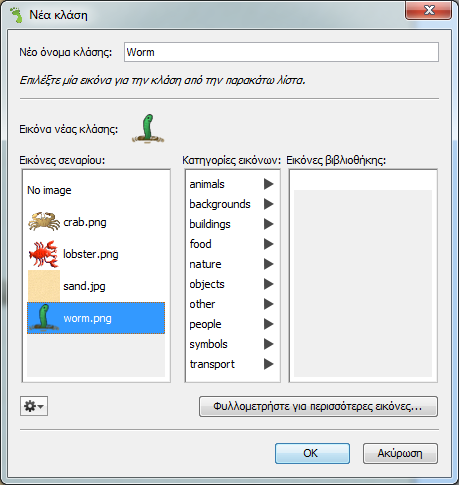 Νέα κλάση
Νέο όνομα κλάσης: Worm
Επιλέξτε μία εικόνα για την κλάση από την παρακάτω λίστα.
Εικόνα νέας κλάσης:
Εικόνες σεναρίου: Κατηγορίες εικόνων: Εικόνες βιβλιοθήκης:
No image
crab.png
lobster.png
sand.jpg
worm.png
animals
backgrounds
buildings
food
nature
objects
other
people
symbols
transport
Φυλλομετρήστε για περισσότερες εικόνες...
OK Ακύρωση